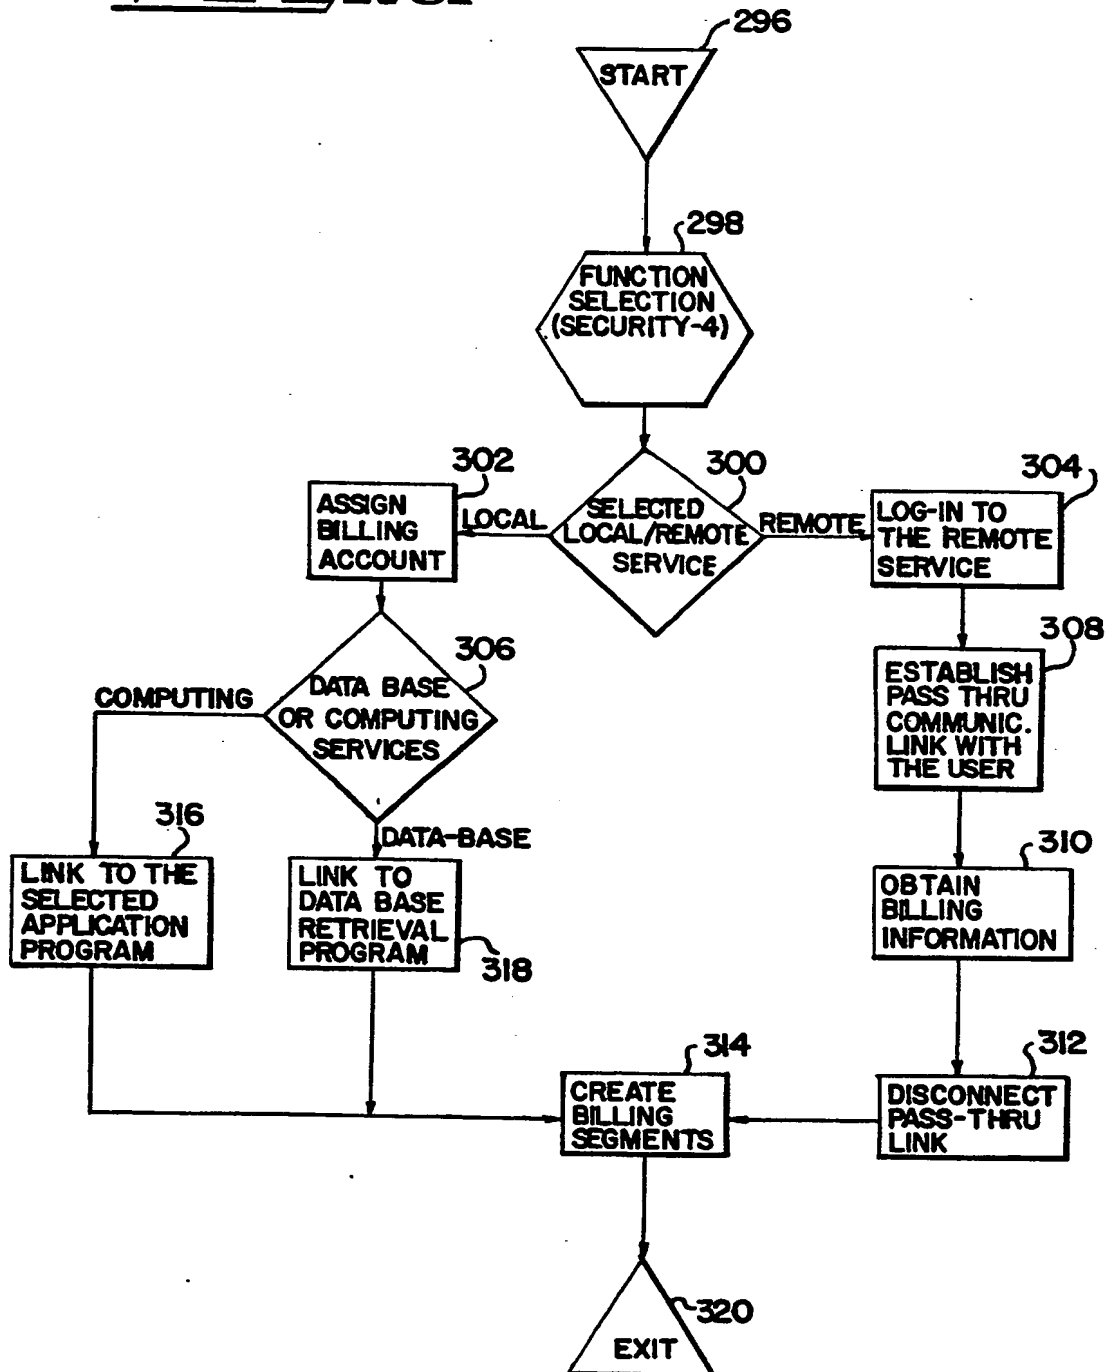 296
START
298
FUNCTION
SELECTION
(SECURITY-4)
302
300
304
ASSIGN
BILLING
ACCOUNT
LOCAL
SELECTED
LOCAL/REMOTE
SERVICE
REMOTE
LOG-IN TO
THE REMOTE
SERVICE
306
308
COMPUTING
DATA BASE
OR COMPUTING
SERVICES
ESTABLISH
PASS THRU
COMMUNIC.
LINK WITH
THE USER
316
DATA-BASE
310
LINK TO THE
SELECTED
APPLICATION
PROGRAM
LINK TO
DATA BASE
RETRIEVAL
PROGRAM
318
OBTAIN
BILLING
INFORMATION
314
312
CREATE
BILLING
SEGMENTS
DISCONNECT
PASS-THRU
LINK
320
EXIT